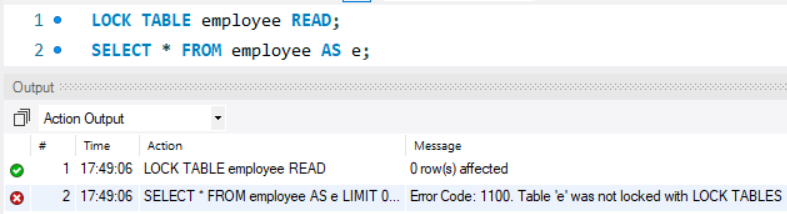 1 LOCK TABLE employee READ;
2 SELECT * FROM employee AS e;
Output
Action Output
# Time Action Message
1 17:49:06 LOCK TABLE employee READ 0 row(s) affected
2 17:49:06 SELECT * FROM employee AS e LIMIT 0... Error Code: 1100. Table 'e' was not locked with LOCK TABLES